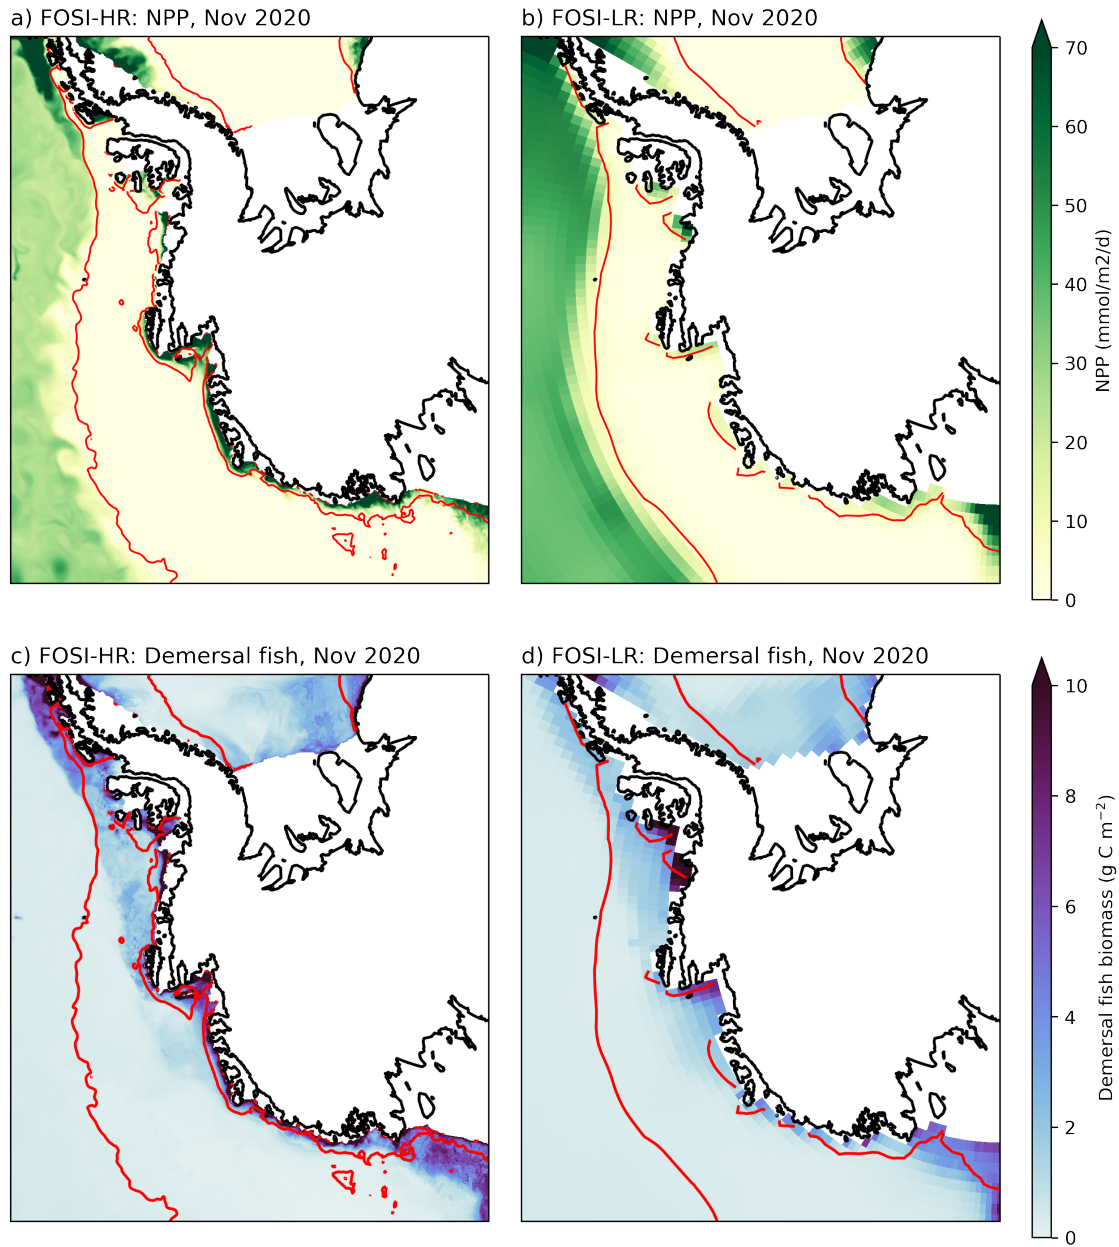 a) FOSI-HR: NPP, Nov 2020
b) FOSI-LR: NPP, Nov 2020
70
60
50
40
30
20
10
0
NPP (mmol/m2/d)
c) FOSI-HR: Demersal fish, Nov 2020
d) FOSI-LR: Demersal fish, Nov 2020
10
8
6
4
2
0
Demersal fish biomass (g C m⁻²)